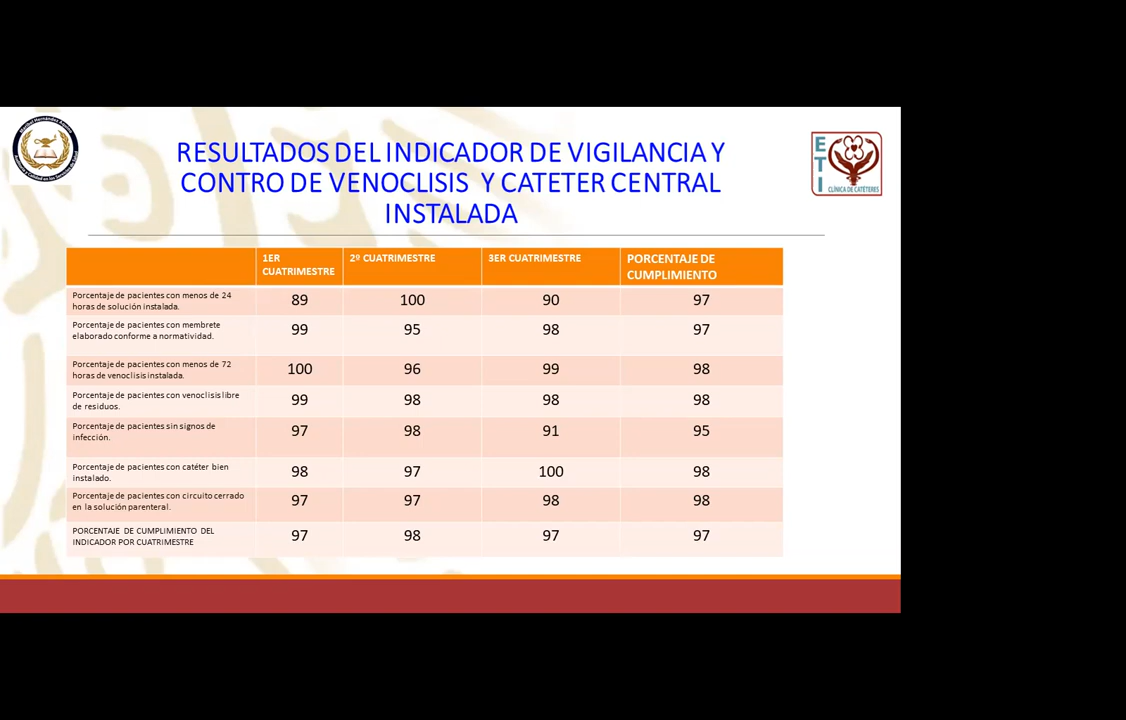 RESULTADOS DEL INDICADOR DE VIGILANCIA Y
CONTRO DE VENOCLISIS Y CATETER CENTRAL
INSTALADA
E
T
I
CLÍNICA DE CATÉTERES
1ER
CUATRIMESTRE
2º CUATRIMESTRE
3ER CUATRIMESTRE
PORCENTAJE DE
CUMPLIMIENTO
Porcentaje de pacientes con menos de 24
horas de solución instalada.
89 100 90 97
Porcentaje de pacientes con membrete
elaborado conforme a normatividad.
99 95 98 97
Porcentaje de pacientes con menos de 72
horas de venoclisis instalada.
100 96 99 98
Porcentaje de pacientes con venoclisis libre
de residuos.
99 98 98 98
Porcentaje de pacientes sin signos de
infección.
97 98 91 95
Porcentaje de pacientes con catéter bien
instalado.
98 97 100 98
Porcentaje de pacientes con circuito cerrado
en la solución parenteral.
97 97 98 98
PORCENTAJE DE CUMPLIMIENTO DEL
INDICADOR POR CUATRIMESTRE
97 98 97 97